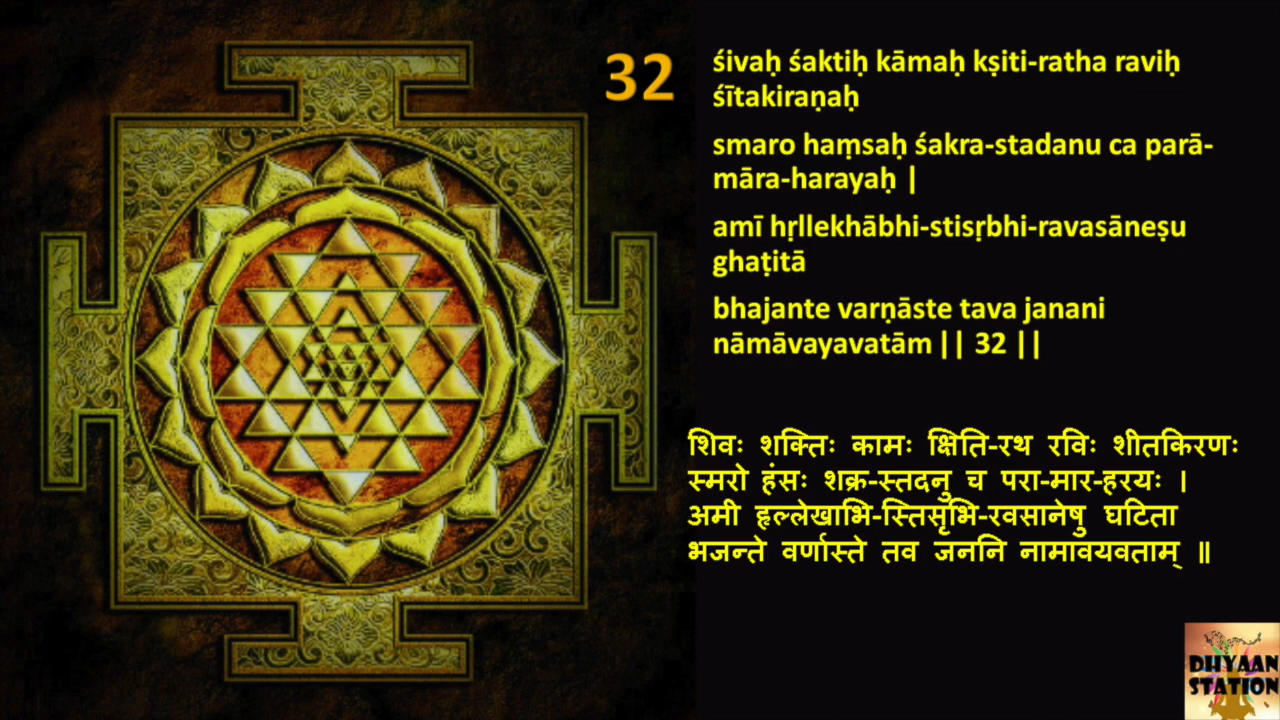 32
śivaḥ śaktiḥ kāmaḥ kṣiti-ratha raviḥ
śītakiraṇaḥ
smaro haṃsaḥ śakra-stadanu ca parā-
māra-harayaḥ |
amī hṛllekhābhi-stisṛbhi-ravasāneṣu
ghaṭitā
bhajante varṇāste tava janani
nāmāvayavatām || 32 ||
शिवः शक्तिः कामः क्षिति-रथ रविः शीतकिरणः
स्मरो हंसः शक्र-स्तदनु च परा-मार-हरयः ।
अमी हृल्लेखाभि-स्तिसृभि-रवसानेषु घटिता
भजन्ते वर्णास्ते तव जननि नामावयवताम् ॥
DHYAAN
STATION